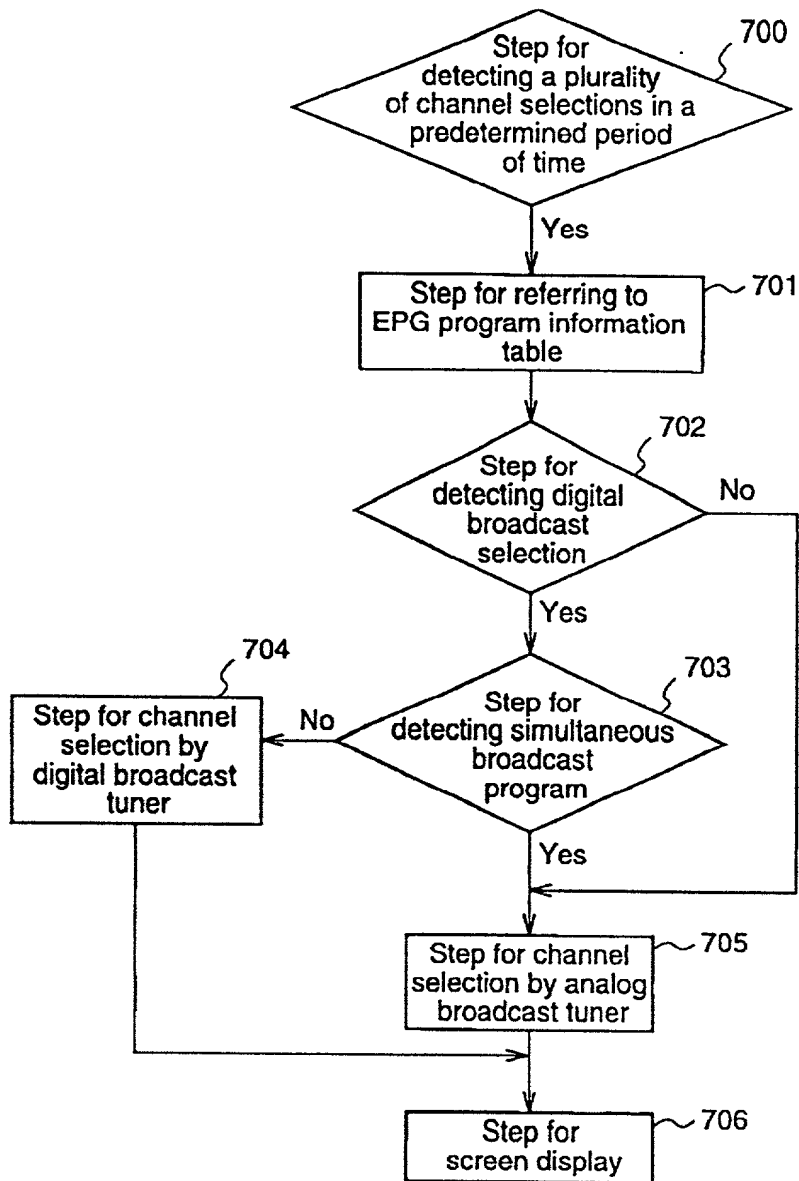 700
Step for
detecting a plurality
of channel selections in a
predetermined period
of time
Yes
701
Step for referring to
EPG program information
table
702
Step for
detecting digital
broadcast
selection
No
Yes
704
703
Step for channel
selection by
digital broadcast
tuner
No
Step for
detecting simultaneous
broadcast
program
Yes
705
Step for channel
selection by analog
broadcast tuner
706
Step for
screen display